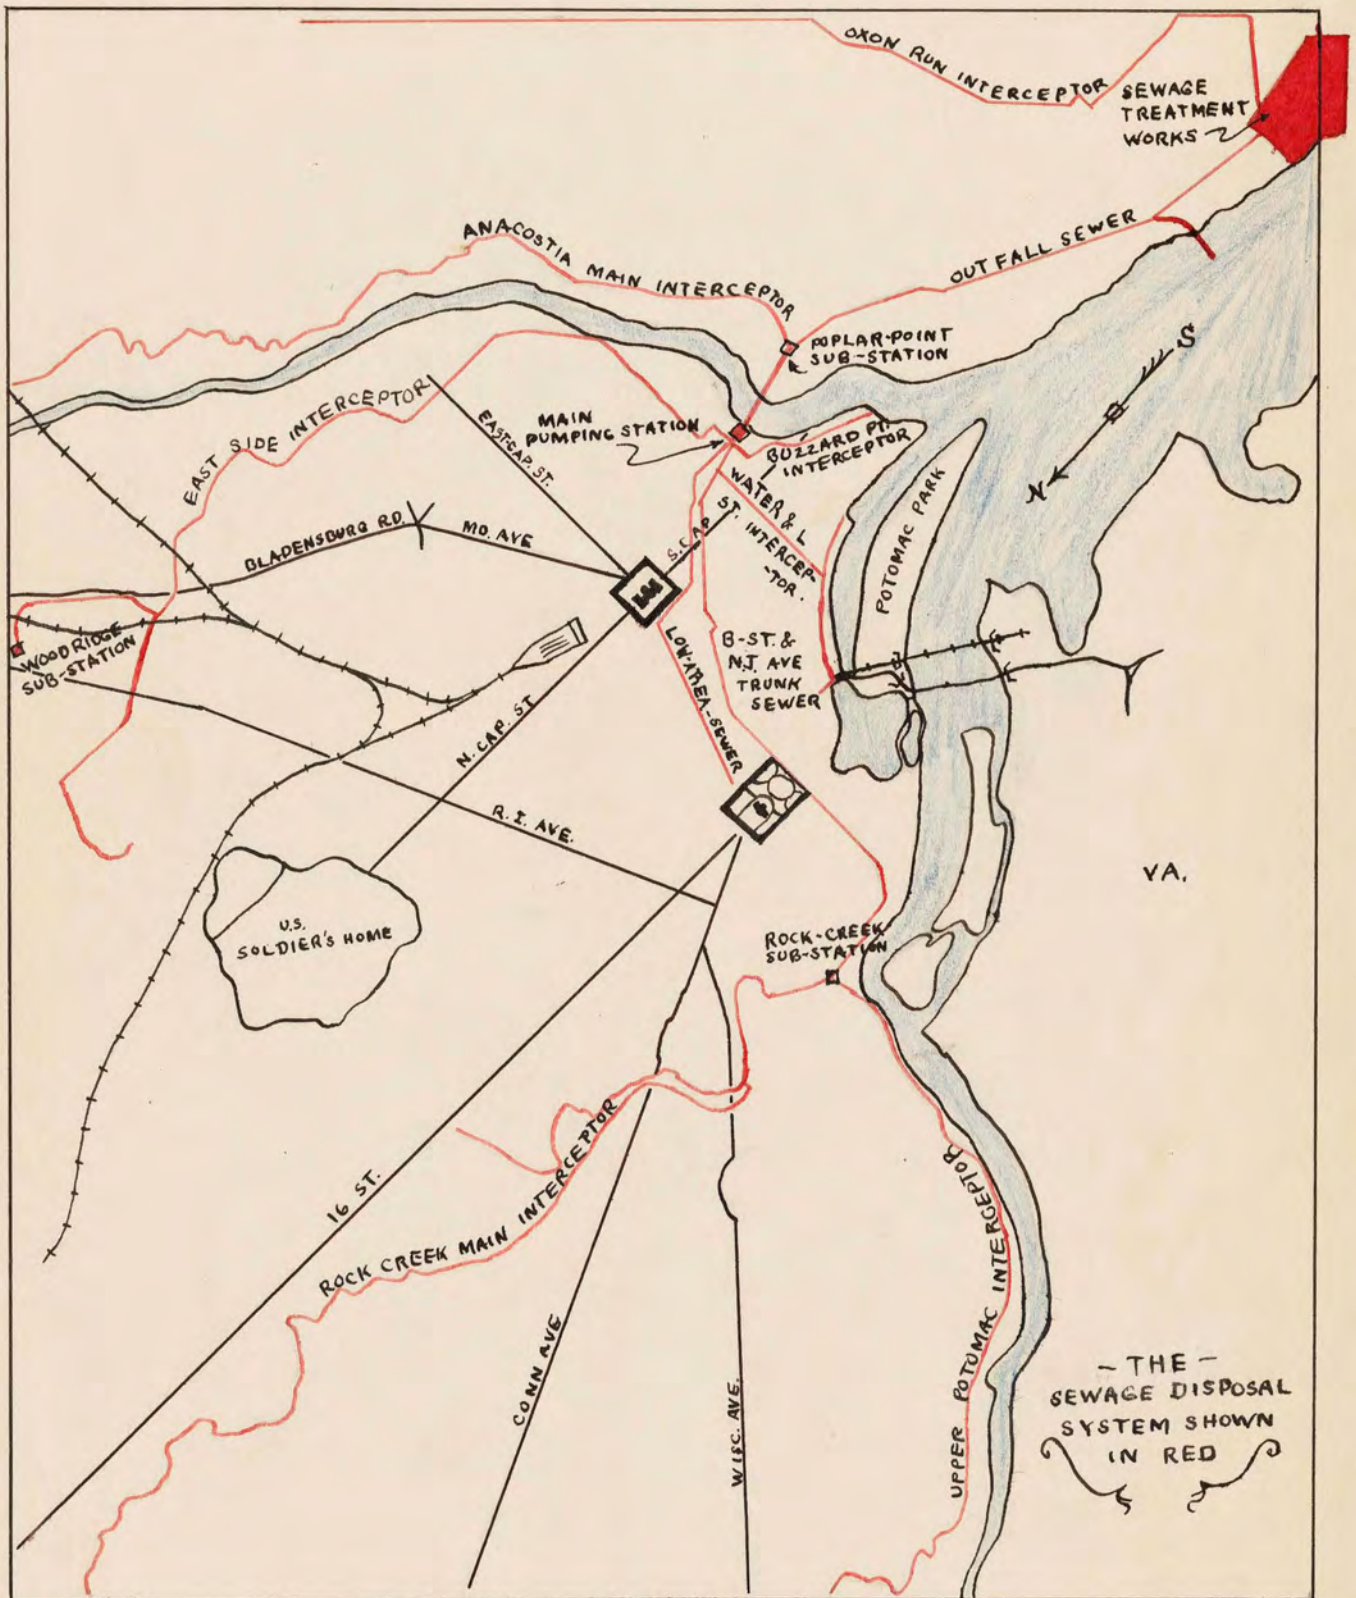 OXON RUN INTERCEPTOR
SEWAGE
TREATMENT
WORKS
ANACOSTIA MAIN INTERCEPTOR
OUT FALL SEWER
POPLAR-POINT
SUB-STATION
S
N
EAST SIDE INTERCEPTOR
EAST-CAP. ST.
MAIN
PUMPING STATION
BUZZARD PT.
INTERCEPTOR
WATER & L
ST. INTERCEP-
-TOR.
POTOMAC PARK
BLADENSBURG RD.
MD. AVE
S. CAP
WOODRIDGE
SUB-STATION
LOW-AREA-SEWER
B-ST. &
N.J. AVE
TRUNK
SEWER
N. CAP. ST
R.I. AVE.
U.S.
SOLDIER'S HOME
VA.
ROCK-CREEK
SUB-STATION
16 ST.
ROCK CREEK MAIN INTERCEPTOR
CONN AVE
WISC. AVE.
UPPER POTOMAC INTERCEPTOR
- THE -
SEWAGE DISPOSAL
SYSTEM SHOWN
IN RED